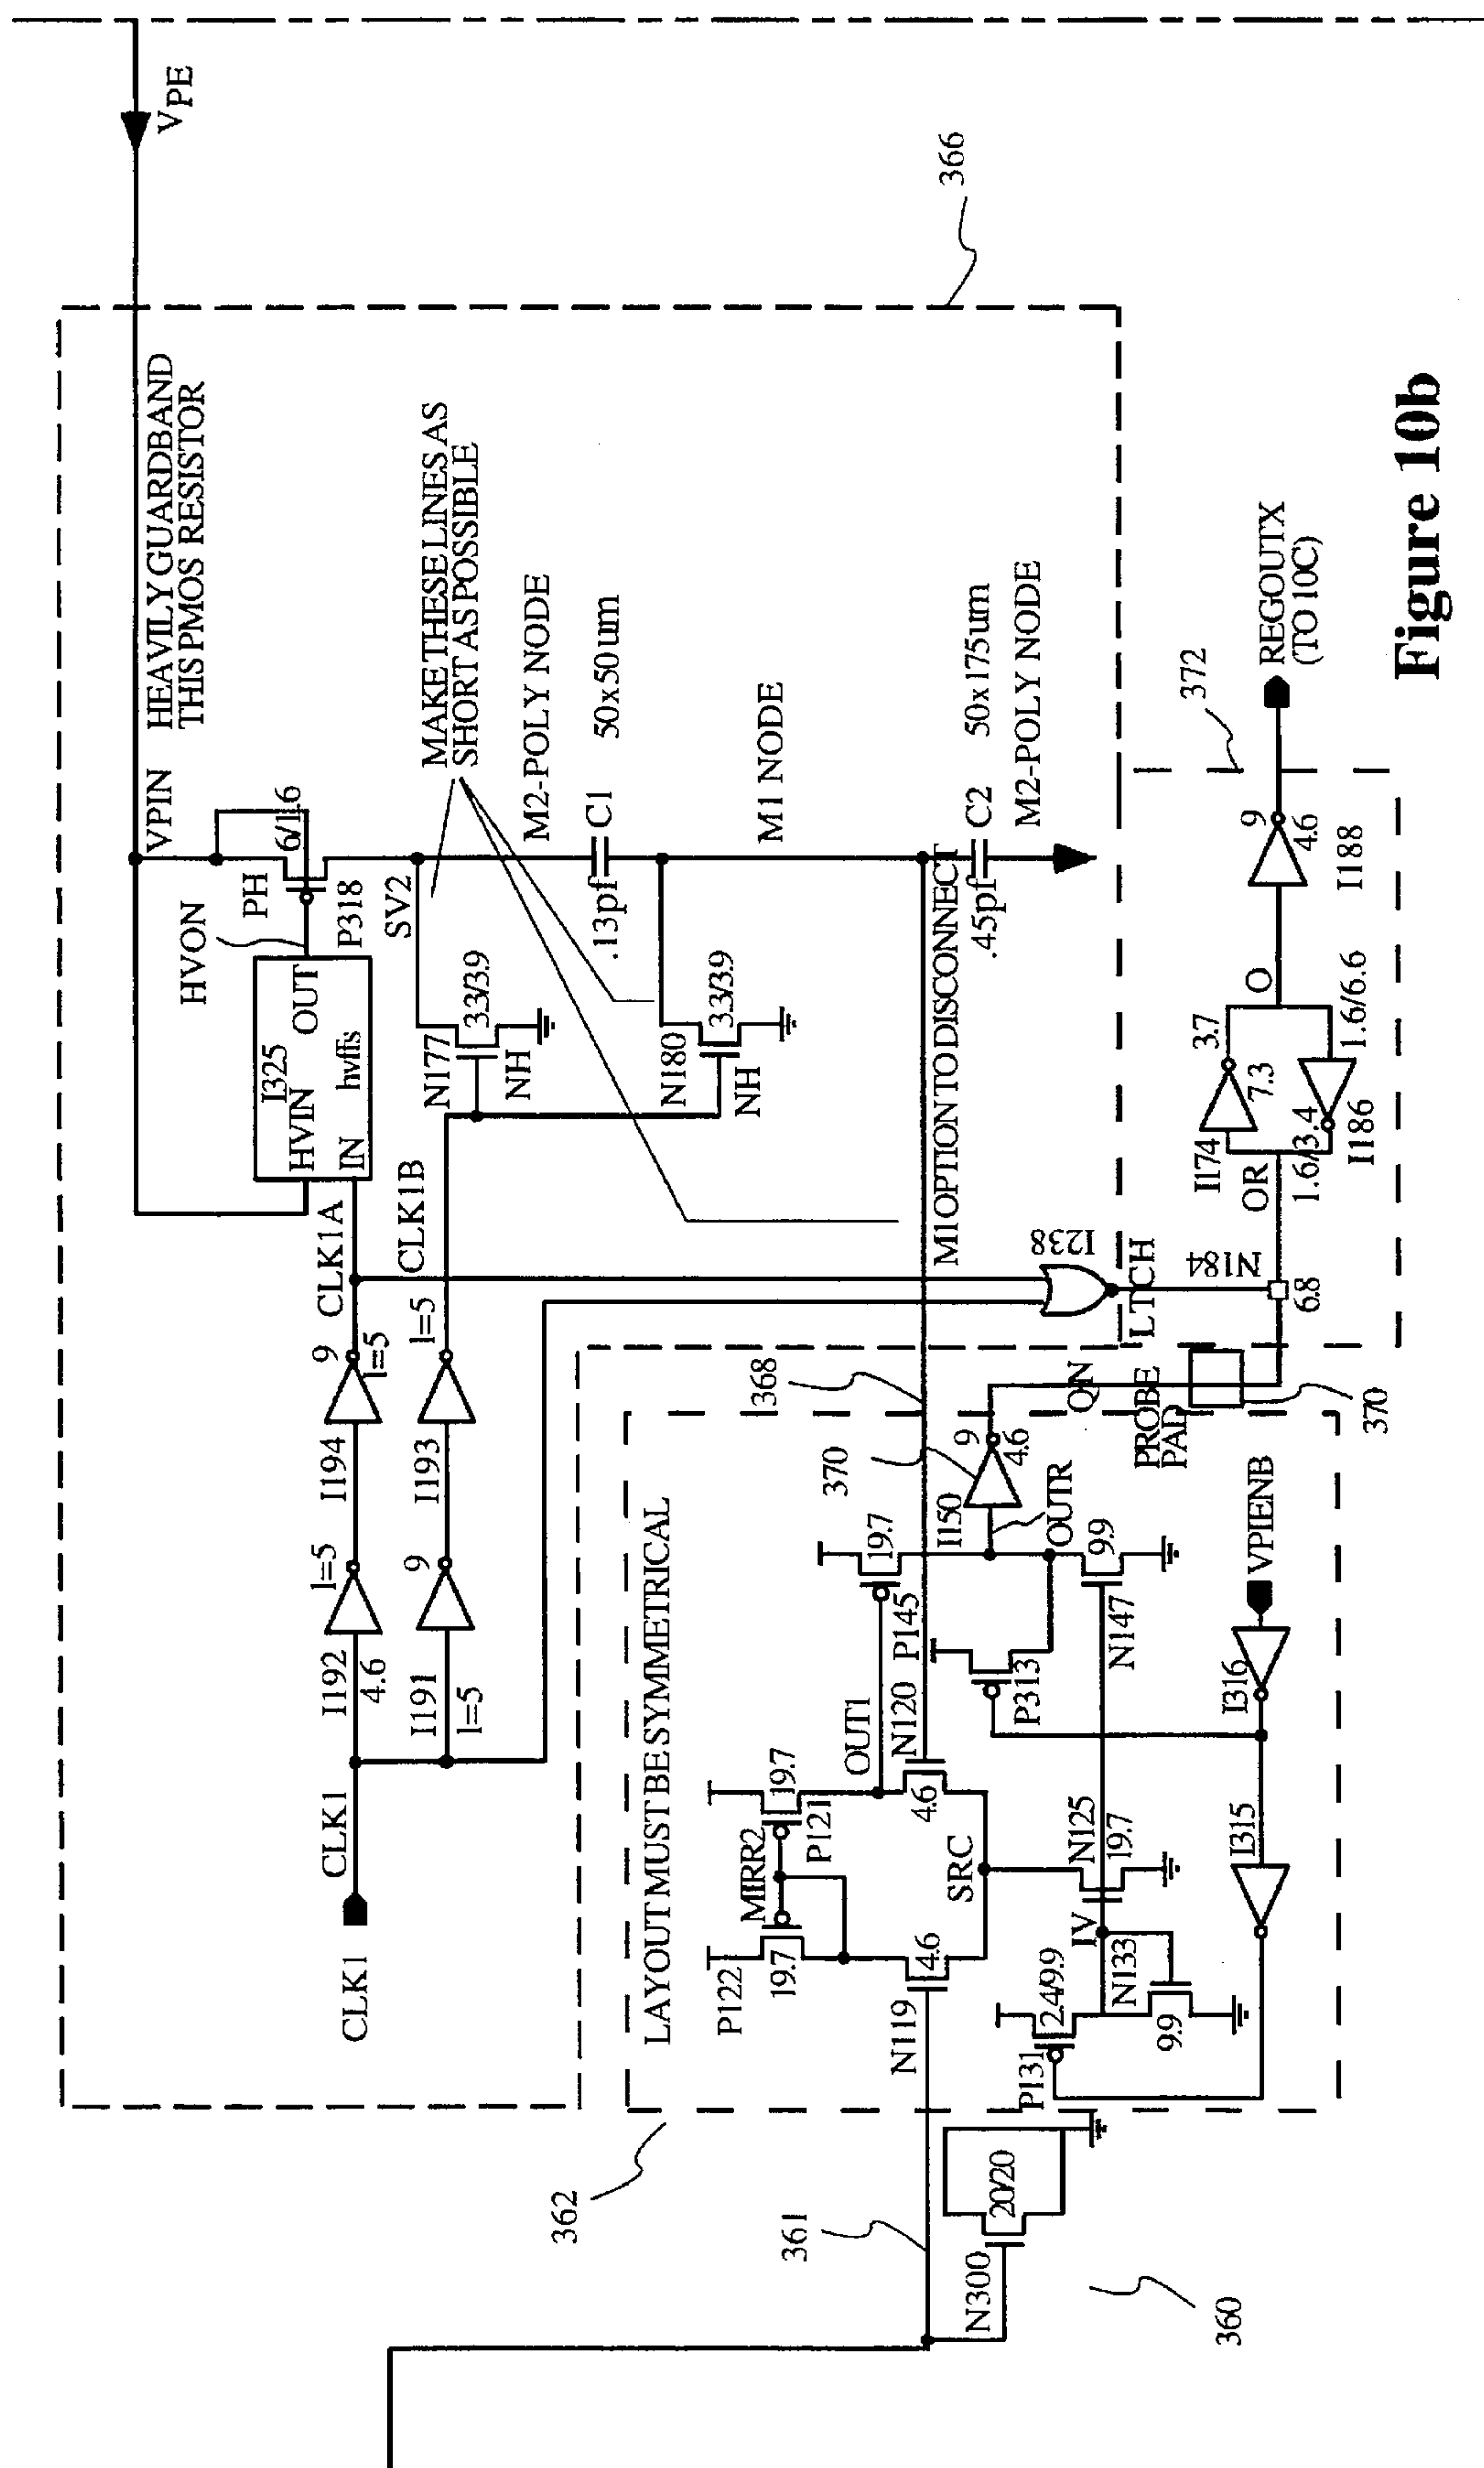 VPE
366
HEAVILY GUARDBAND
THIS PMOS RESISTOR
VPIN
HVON
PH
6/1.6
P318
I325
HVIN
OUT
IN
hvffs
CLK1
CLK1
I192
4.6
l=5
I194
9
l=5
CLK1A
I191
l=5
9
I193
l=5
CLK1B
SV2
N177
3.3/3.9
NH
N180
3.3/3.9
NH
MAKE THESE LINES AS
SHORT AS POSSIBLE
M2-POLY NODE
C1
50x50um
.13pf
M1 NODE
M1 OPTION TO DISCONNECT
C2
50x175um
.45pf
M2-POLY NODE
I238
LTCH
368
362
LAYOUT MUST BE SYMMETRICAL
P122
19.7
MIRR2
P121
19.7
OUT1
P145
19.7
N119
4.6
N120
4.6
SRC
P313
I150
9
4.6
370
OUTR
QN
PROBE
PAD
370
N147
9.9
N125
19.7
IV
N133
9.9
P131
2.4/9.9
VPIENB
I316
I315
361
N300
20/20
360
372
N184
6.8
OR
I174
3.7
7.3
O
1.6/3.4
I186
1.6/6.6
9
4.6
I188
REGOUTX
(TO 10C)
Figure 10b